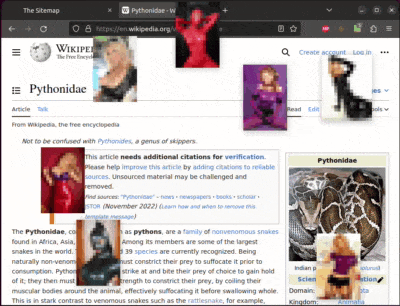 The Sitemap
Pythonidae - W
https://en.wikipedia.org/
WIKIPEDIA
The Free Encyclopedia
Create account Log in
Pythonidae
Article Talk
Read
From Wikipedia, the free encyclopedia
Not to be confused with Pythonides, a genus of skippers.
This article needs additional citations for verification.
Please help improve this article by adding citations to reliable
sources. Unsourced material may be challenged and
removed.
Find sources: "Pythonidae" – news · newspapers · books · scholar ·
JSTOR (November 2022) (Learn how and when to remove this
template message)
Pythonidae
The Pythonidae, as pythons, are a family of nonvenomous snakes
found in Africa, Asia, Among its members are some of the largest
snakes in the world. 39 species are currently recognized. Being
naturally non-venomous must constrict their prey to suffocate it prior to
consumption. Pythons strike at and bite their prey of choice to gain hold
of it; they then must strength to constrict their prey, by coiling their
muscular bodies around the animal, effectively suffocating it before swallowing whole.
This is in stark contrast to venomous snakes such as the rattlesnake, for example,
Indian
Domain:
Kingdom: Animalia